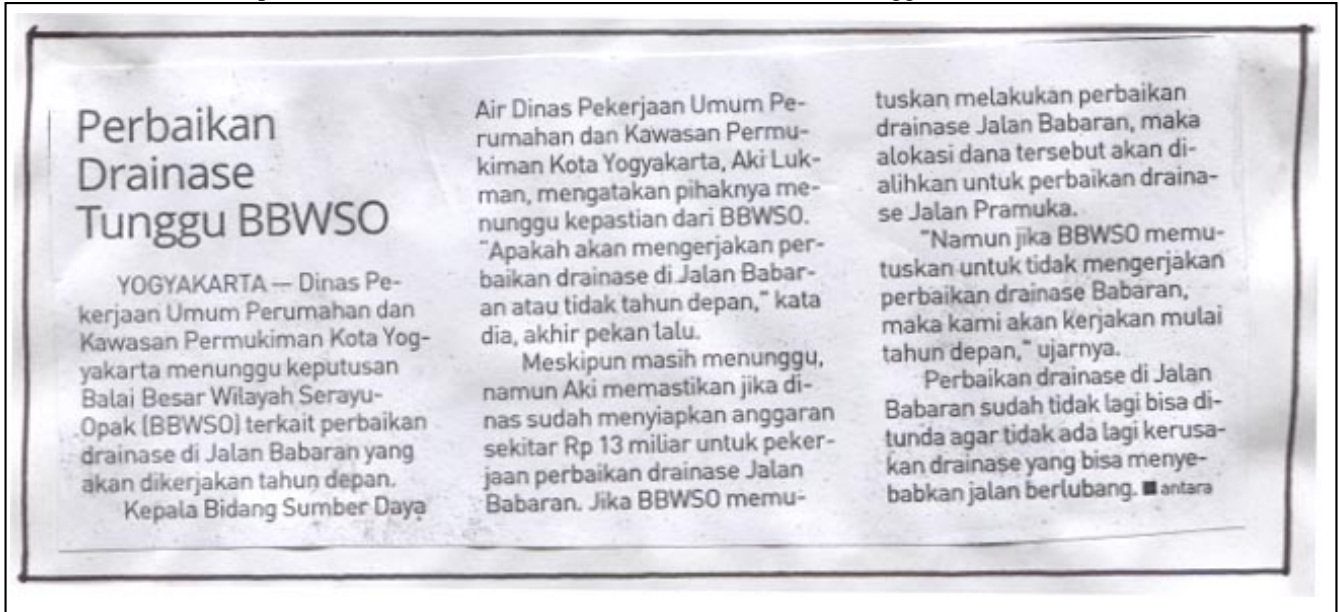 Perbaikan
Drainase
Tunggu BBWSO
YOGYAKARTA — Dinas Pe-
kerjaan Umum Perumahan dan
Kawasan Permukiman Kota Yog-
yakarta menunggu keputusan
Balai Besar Wilayah Serayu-
Opak (BBWSO) terkait perbaikan
drainase di Jalan Babaran yang
akan dikerjakan tahun depan.
Kepala Bidang Sumber Daya
Air Dinas Pekerjaan Umum Pe-
rumahan dan Kawasan Permu-
kiman Kota Yogyakarta, Aki Luk-
man, mengatakan pihaknya me-
nunggu kepastian dari BBWSO.
"Apakah akan mengerjakan per-
baikan drainase di Jalan Babar-
an atau tidak tahun depan," kata
dia, akhir pekan lalu.
Meskipun masih menunggu,
namun Aki memastikan jika di-
nas sudah menyiapkan anggaran
sekitar Rp 13 miliar untuk peker-
jaan perbaikan drainase Jalan
Babaran. Jika BBWSO memu-
tuskan melakukan perbaikan
drainase Jalan Babaran, maka
alokasi dana tersebut akan di-
alihkan untuk perbaikan draina-
se Jalan Pramuka.
"Namun jika BBWSO memu-
tuskan untuk tidak mengerjakan
perbaikan drainase Babaran,
maka kami akan kerjakan mulai
tahun depan," ujarnya.
Perbaikan drainase di Jalan
Babaran sudah tidak lagi bisa di-
tunda agar tidak ada lagi kerusa-
kan drainase yang bisa menye-
babkan jalan berlubang. ■ antara